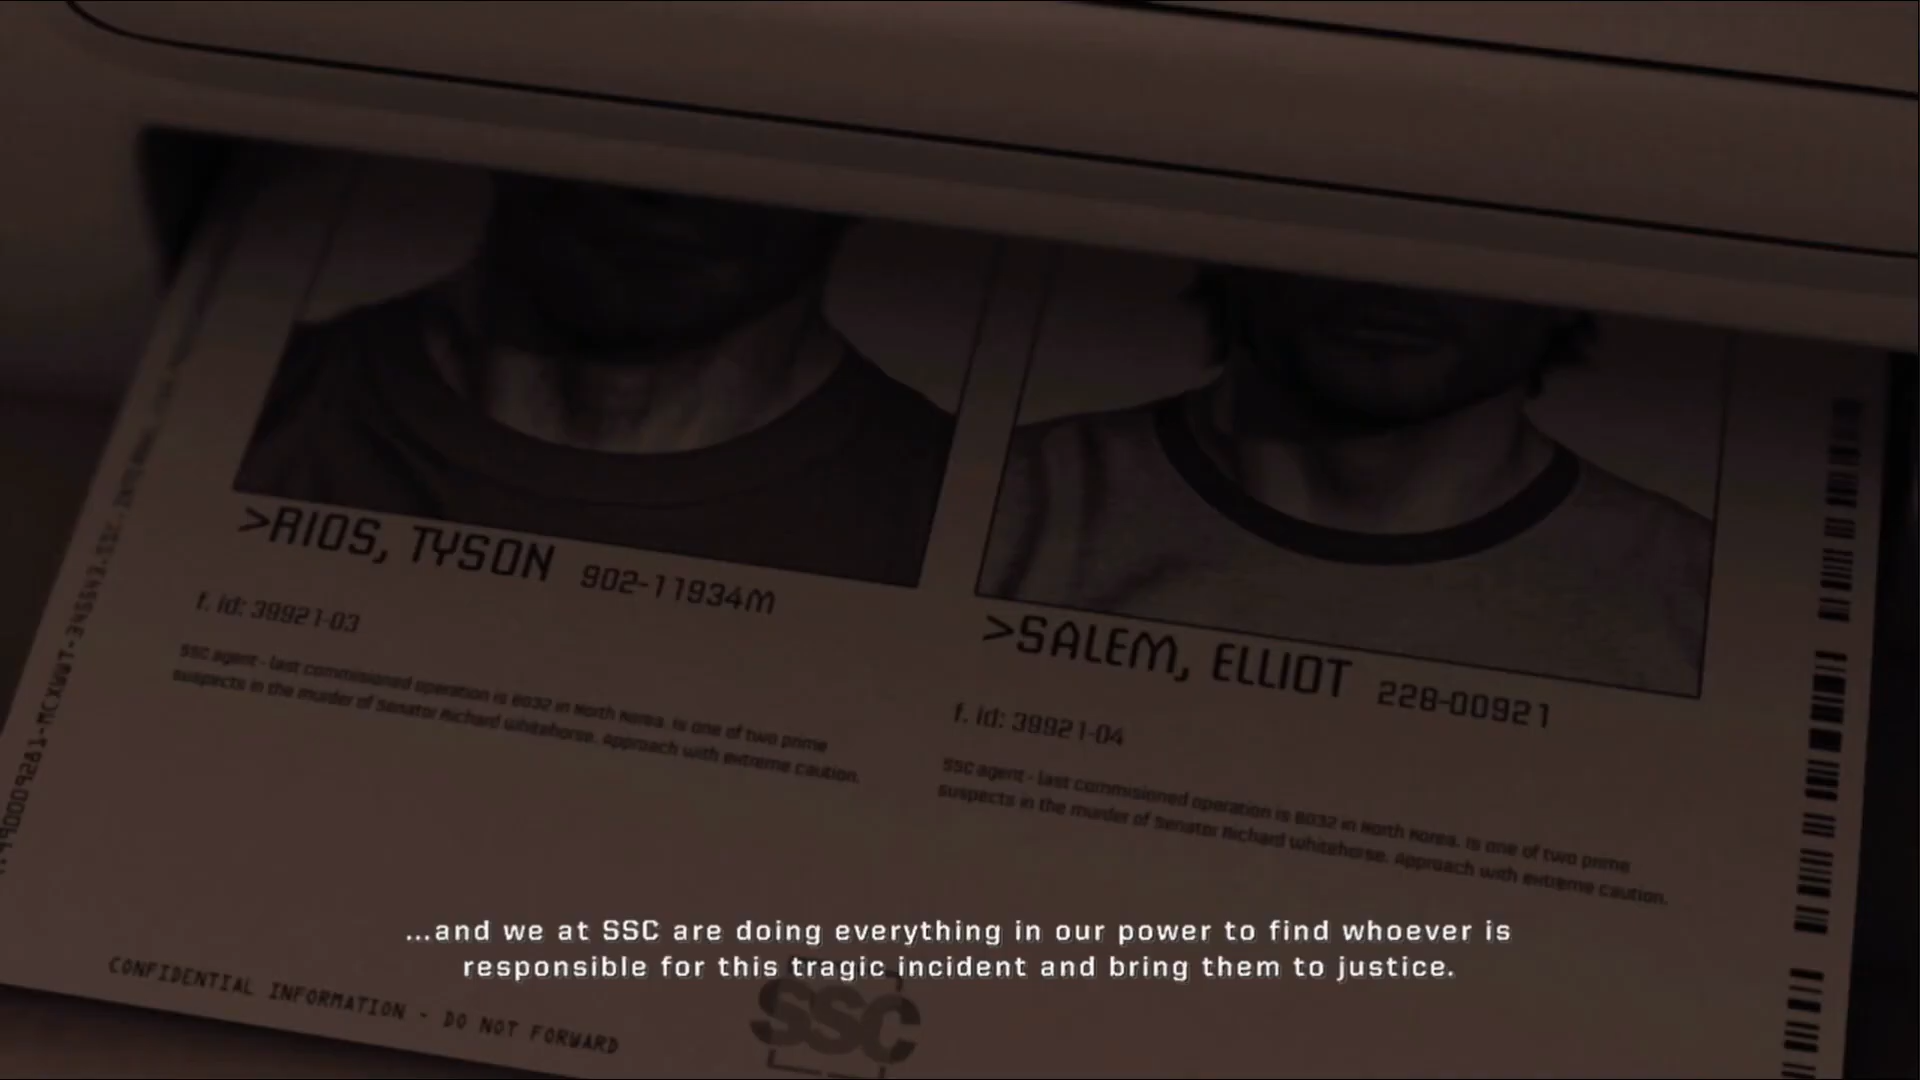 >RIOS, TYSON 902-11934M
f. id: 39921-03
SSC agent - last commisioned operation is 6032 in North Korea. Is one of two prime
suspects in the murder of Senator Richard Whitehorse. Approach with extreme caution.
>SALEM, ELLIOT 228-00921
f. id: 39921-04
SSC agent - last commisioned operation is 6032 in North Korea. Is one of two prime
suspects in the murder of Senator Richard Whitehorse. Approach with extreme caution.
...and we at SSC are doing everything in our power to find whoever is
responsible for this tragic incident and bring them to justice.
CONFIDENTIAL INFORMATION - DO NOT FORWARD
SSC